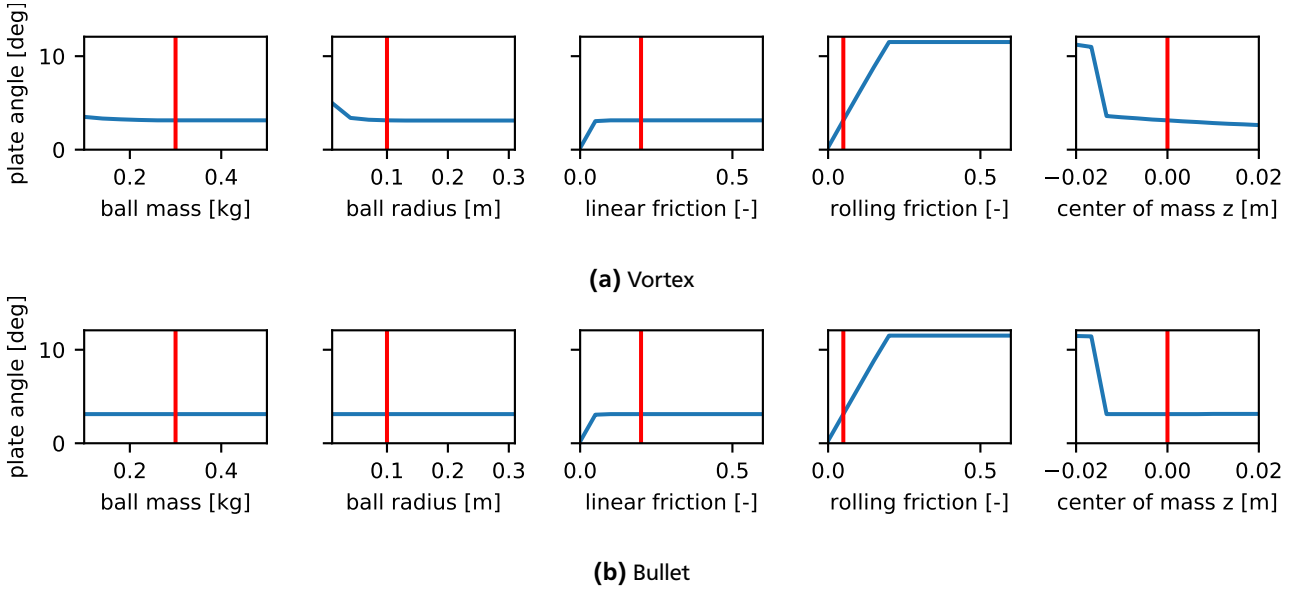 plate angle [deg]
10
0
0.2 0.4
0.1 0.2 0.3
0.0 0.5
0.0 0.5
−0.02 0.00 0.02
ball mass [kg]
ball radius [m]
linear friction [-]
rolling friction [-]
center of mass z [m]
(a) Vortex
plate angle [deg]
10
0
0.2 0.4
0.1 0.2 0.3
0.0 0.5
0.0 0.5
−0.02 0.00 0.02
ball mass [kg]
ball radius [m]
linear friction [-]
rolling friction [-]
center of mass z [m]
(b) Bullet